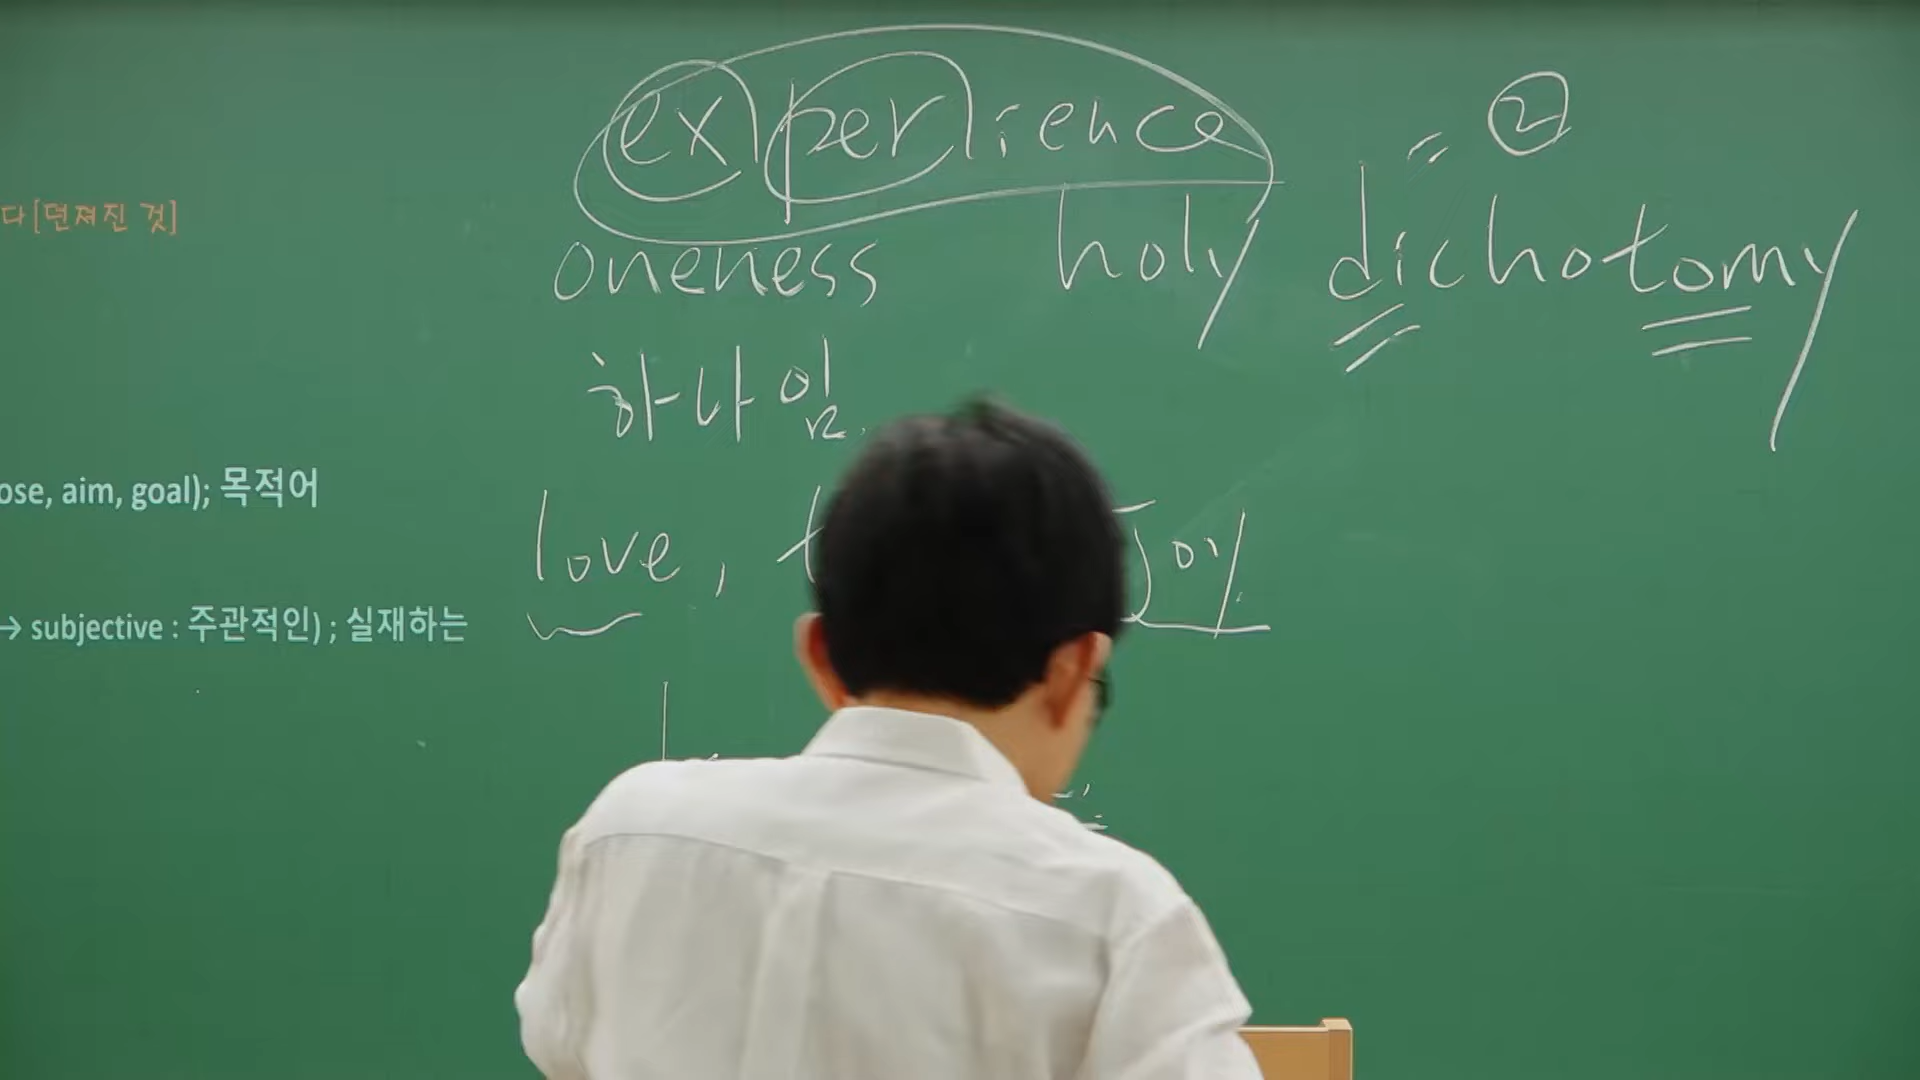 experience
②
oneness holy dichotomy
다[던져진 것]
하나임
ose, aim, goal); 목적어
love, Joy
→ subjective : 주관적인) ; 실재하는